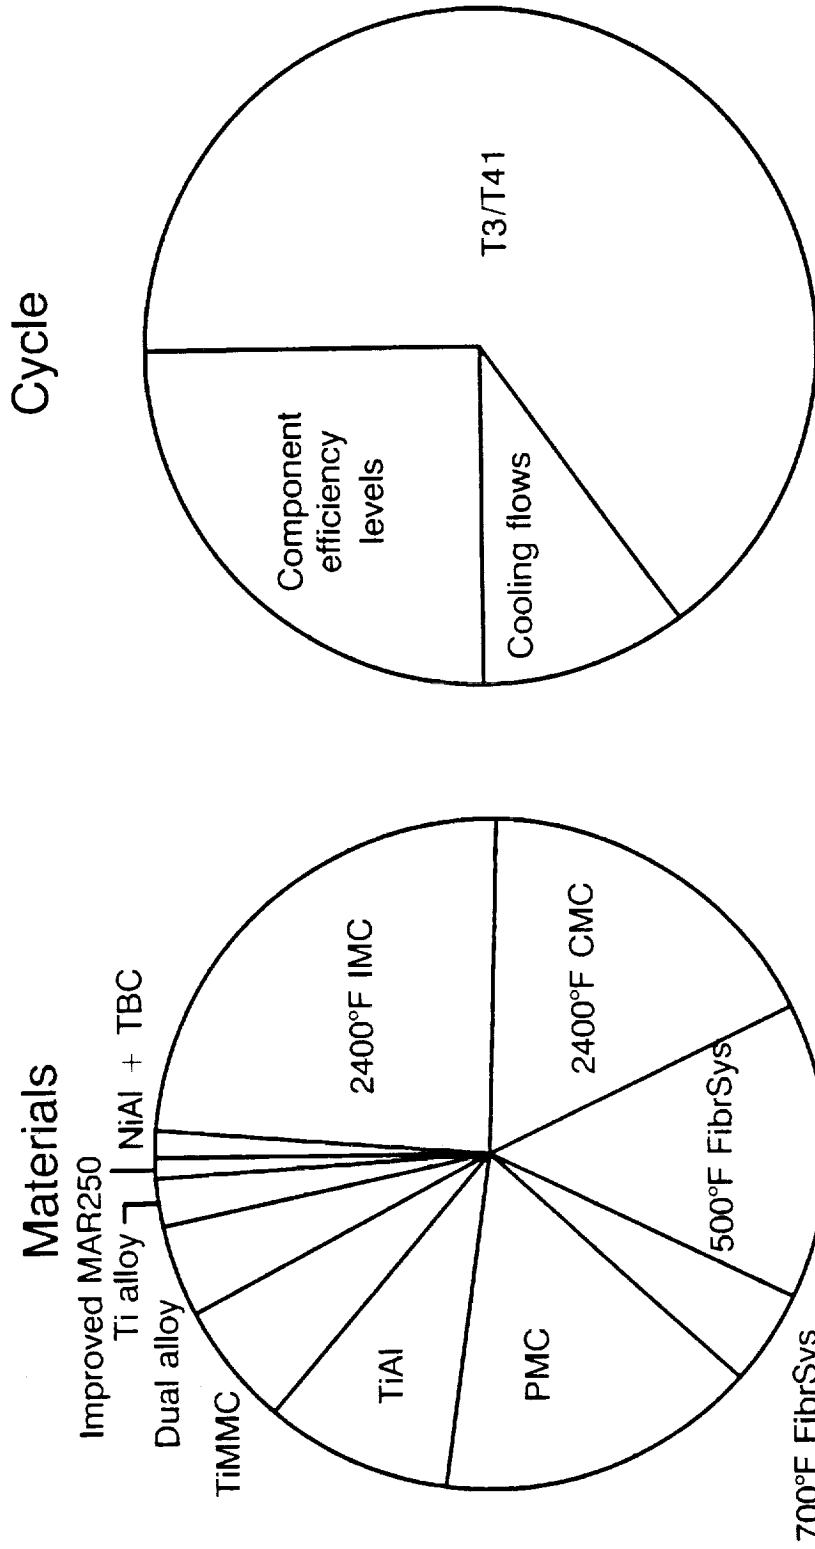 Materials
Improved MAR250
Ti alloy
Dual alloy
TiMMC
NiAl + TBC
2400°F IMC
TiAl
PMC
2400°F CMC
500°F FibrSys
700°F FibrSys
Cycle
Component
efficiency
levels
T3/T41
Cooling flows